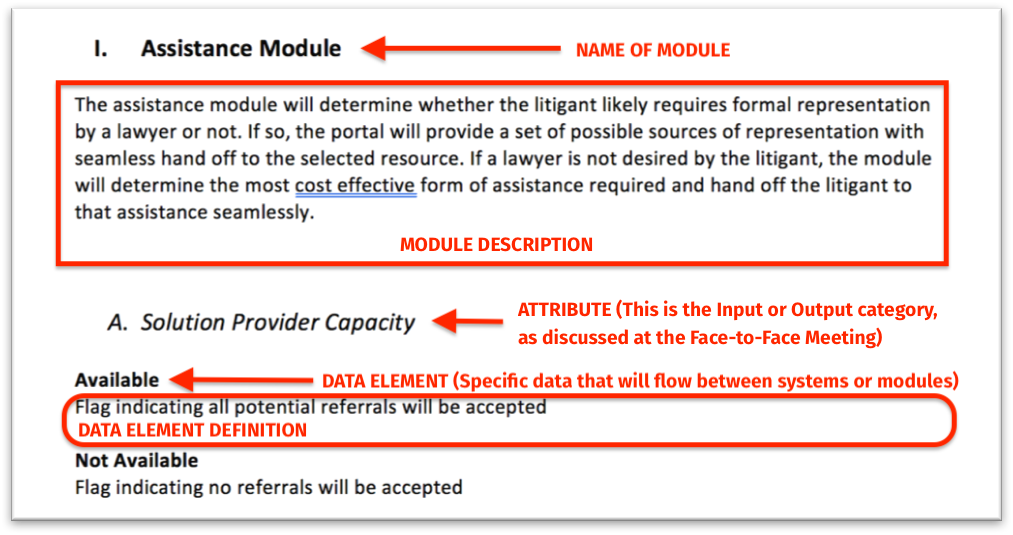 I. Assistance Module
NAME OF MODULE
The assistance module will determine whether the litigant likely requires formal representation
by a lawyer or not. If so, the portal will provide a set of possible sources of representation with
seamless hand off to the selected resource. If a lawyer is not desired by the litigant, the module
will determine the most cost effective form of assistance required and hand off the litigant to
that assistance seamlessly.
MODULE DESCRIPTION
A. Solution Provider Capacity
ATTRIBUTE (This is the Input or Output category,
as discussed at the Face-to-Face Meeting)
Available
DATA ELEMENT (Specific data that will flow between systems or modules)
Flag indicating all potential referrals will be accepted
DATA ELEMENT DEFINITION
Not Available
Flag indicating no referrals will be accepted